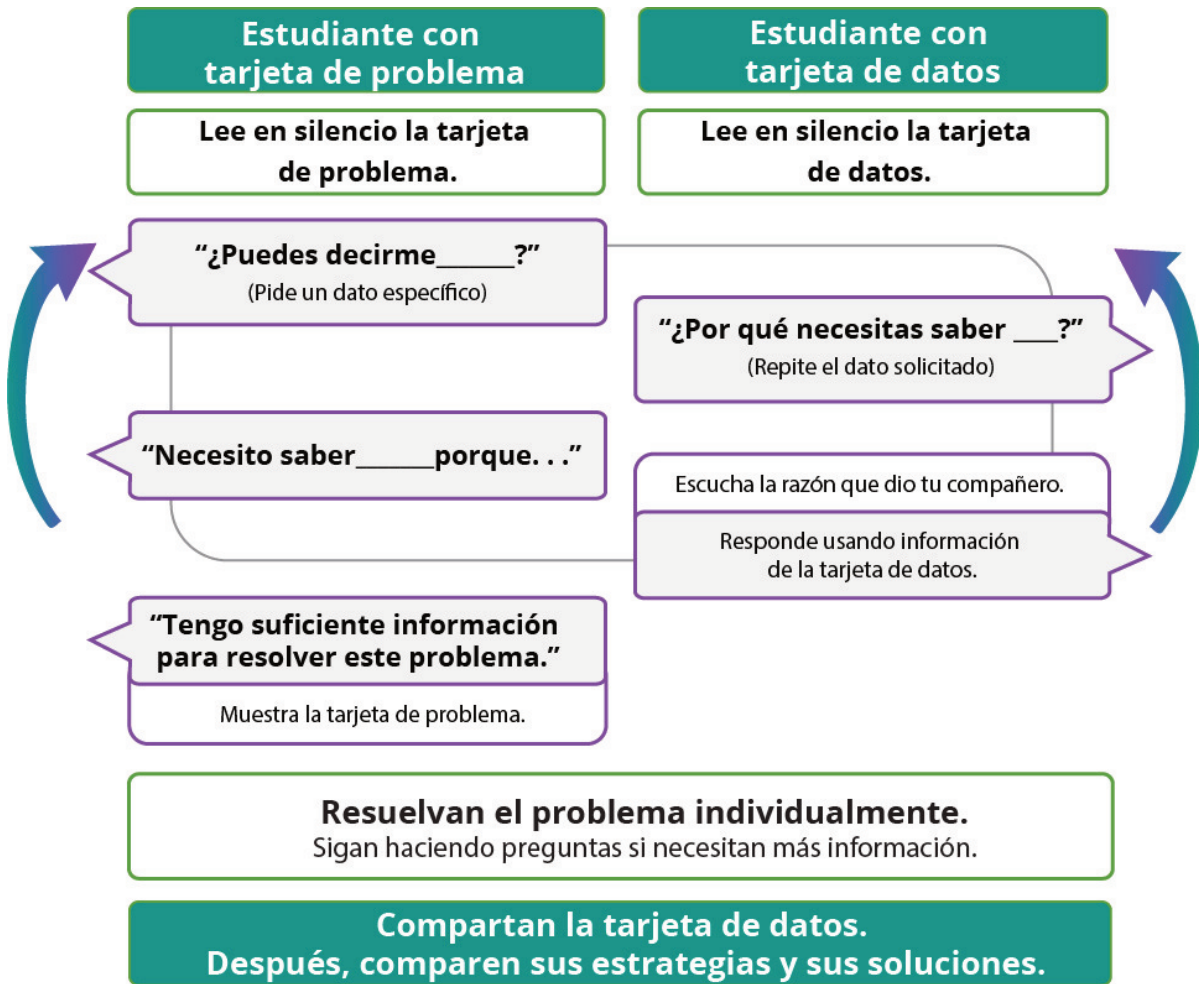 Estudiante con
tarjeta de problema
Estudiante con
tarjeta de datos
Lee en silencio la tarjeta
de problema.
Lee en silencio la tarjeta
de datos.
“¿Puedes decirme______?”
(Pide un dato específico)
“¿Por qué necesitas saber ___?”
(Repite el dato solicitado)
“Necesito saber______porque. . .”
Escucha la razón que dio tu compañero.
Responde usando información
de la tarjeta de datos.
“Tengo suficiente información
para resolver este problema.”
Muestra la tarjeta de problema.
Resuelvan el problema individualmente.
Sigan haciendo preguntas si necesitan más información.
Compartan la tarjeta de datos.
Después, comparen sus estrategias y sus soluciones.